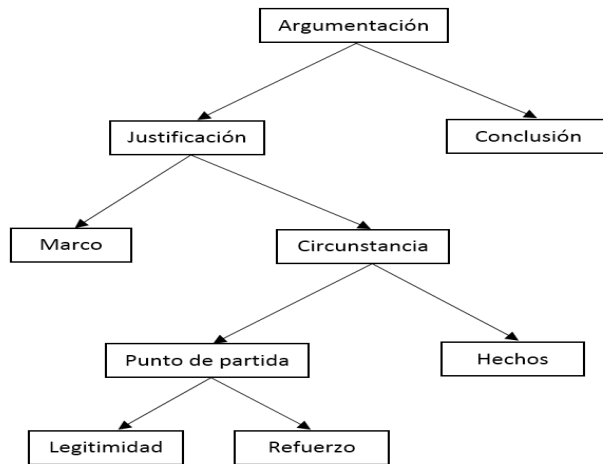 Argumentación
Justificación
Conclusión
Marco
Circunstancia
Punto de partida
Hechos
Legitimidad
Refuerzo